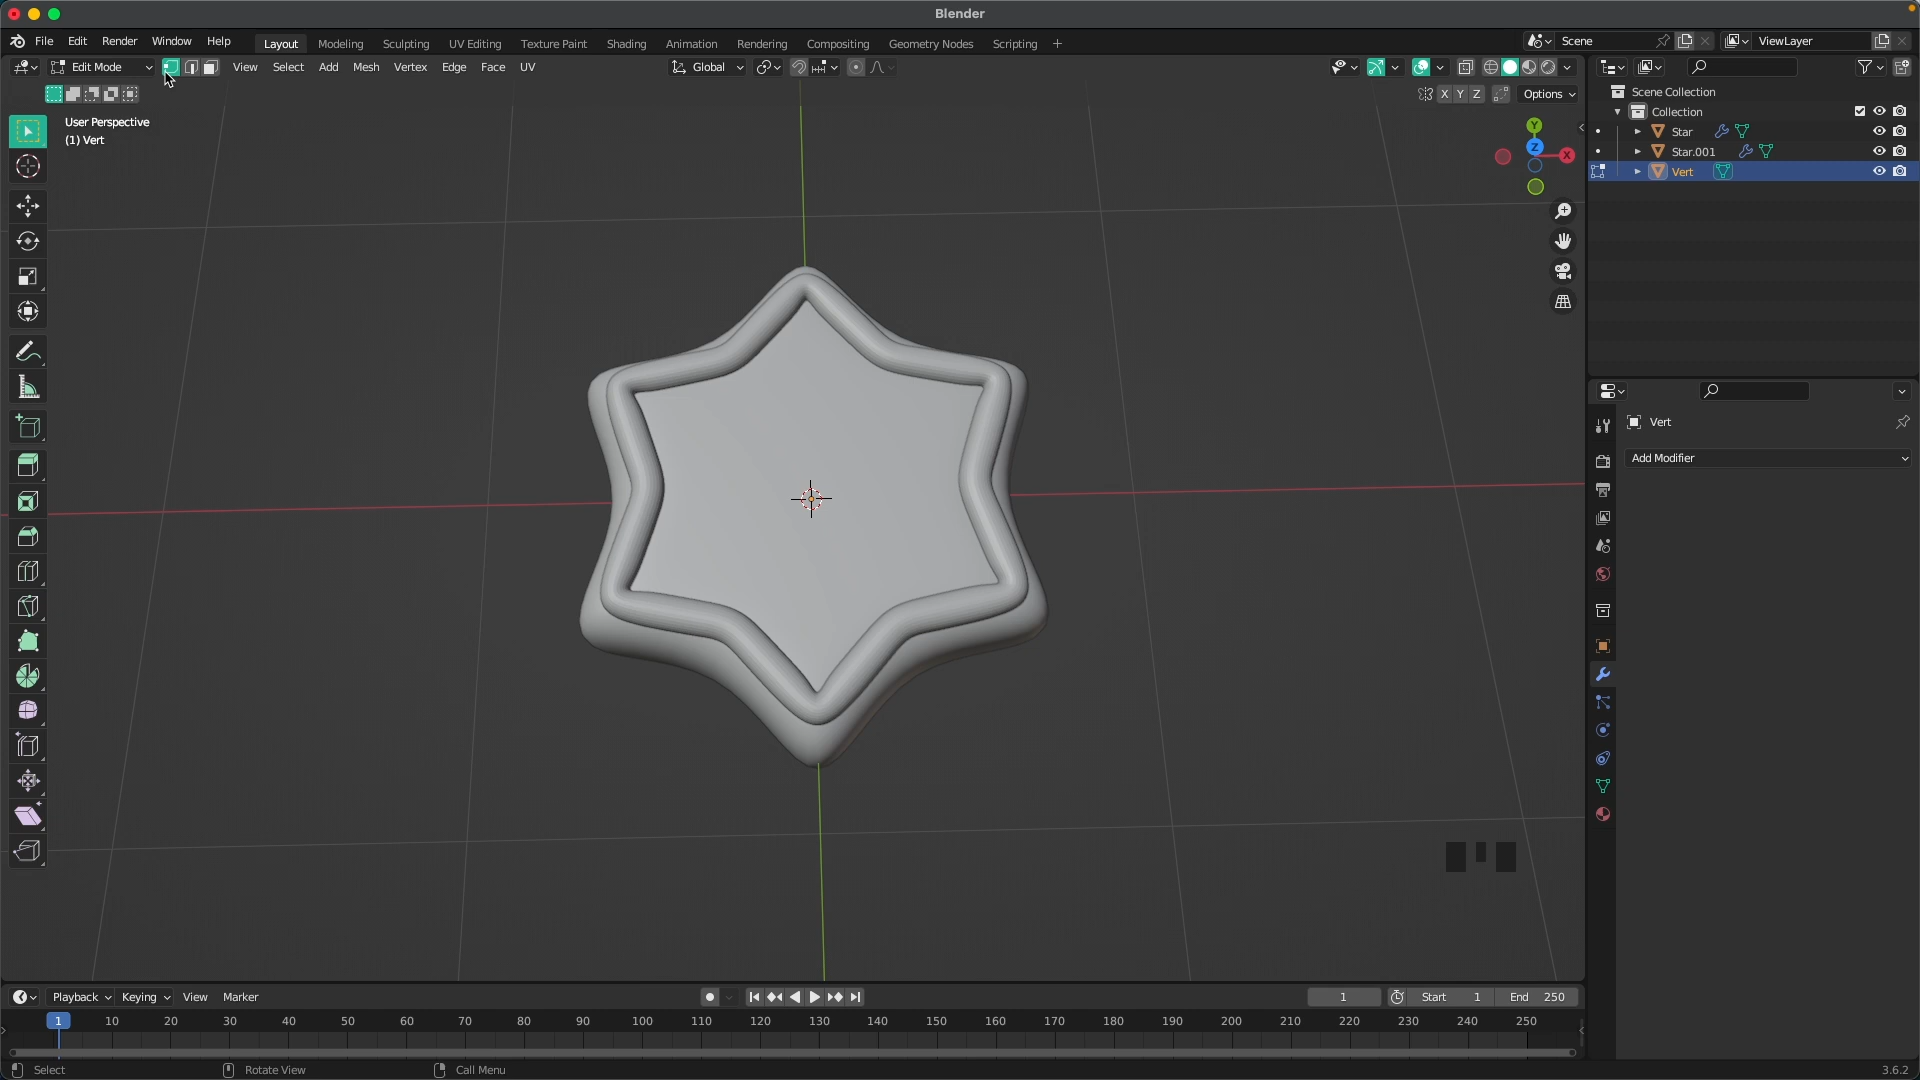 Blender
File Edit Render Window Help
Layout Modeling Sculpting UV Editing Texture Paint Shading Animation Rendering Compositing Geometry Nodes Scripting +
Scene
ViewLayer
Edit Mode View Select Add Mesh Vertex Edge Face UV
Global
X Y Z Options
User Perspective
(1) Vert
Y
Z
X
Scene Collection
Collection
Star
Star.001
Vert
Vert
Add Modifier
Playback Keying View Marker
1 Start 1 End 250
1 10 20 30 40 50 60 70 80 90 100 110 120 130 140 150 160 170 180 190 200 210 220 230 240 250
Select Rotate View Call Menu 3.6.2